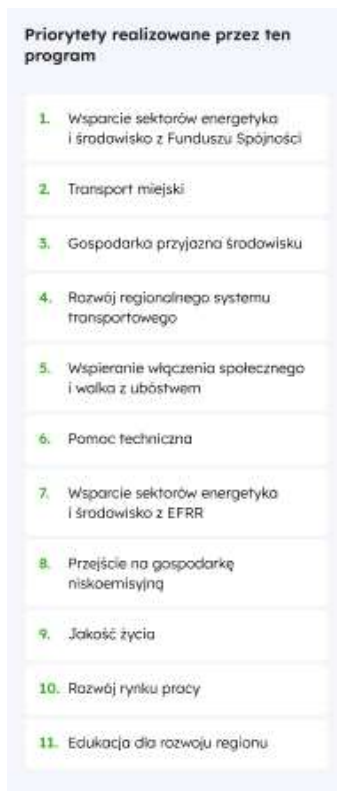 Priorytety realizowane przez ten
program
1. Wsparcie sektorów energetyka
i środowisko z Funduszu Spójności
2. Transport miejski
3. Gospodarka przyjazna środowisku
4. Rozwój regionalnego systemu
transportowego
5. Wspieranie włączenia społecznego
i walka z ubóstwem
6. Pomoc techniczna
7. Wsparcie sektorów energetyka
i środowisko z EFRR
8. Przejście na gospodarkę
niskoemisyjną
9. Jakość życia
10. Rozwój rynku pracy
11. Edukacja dla rozwoju regionu